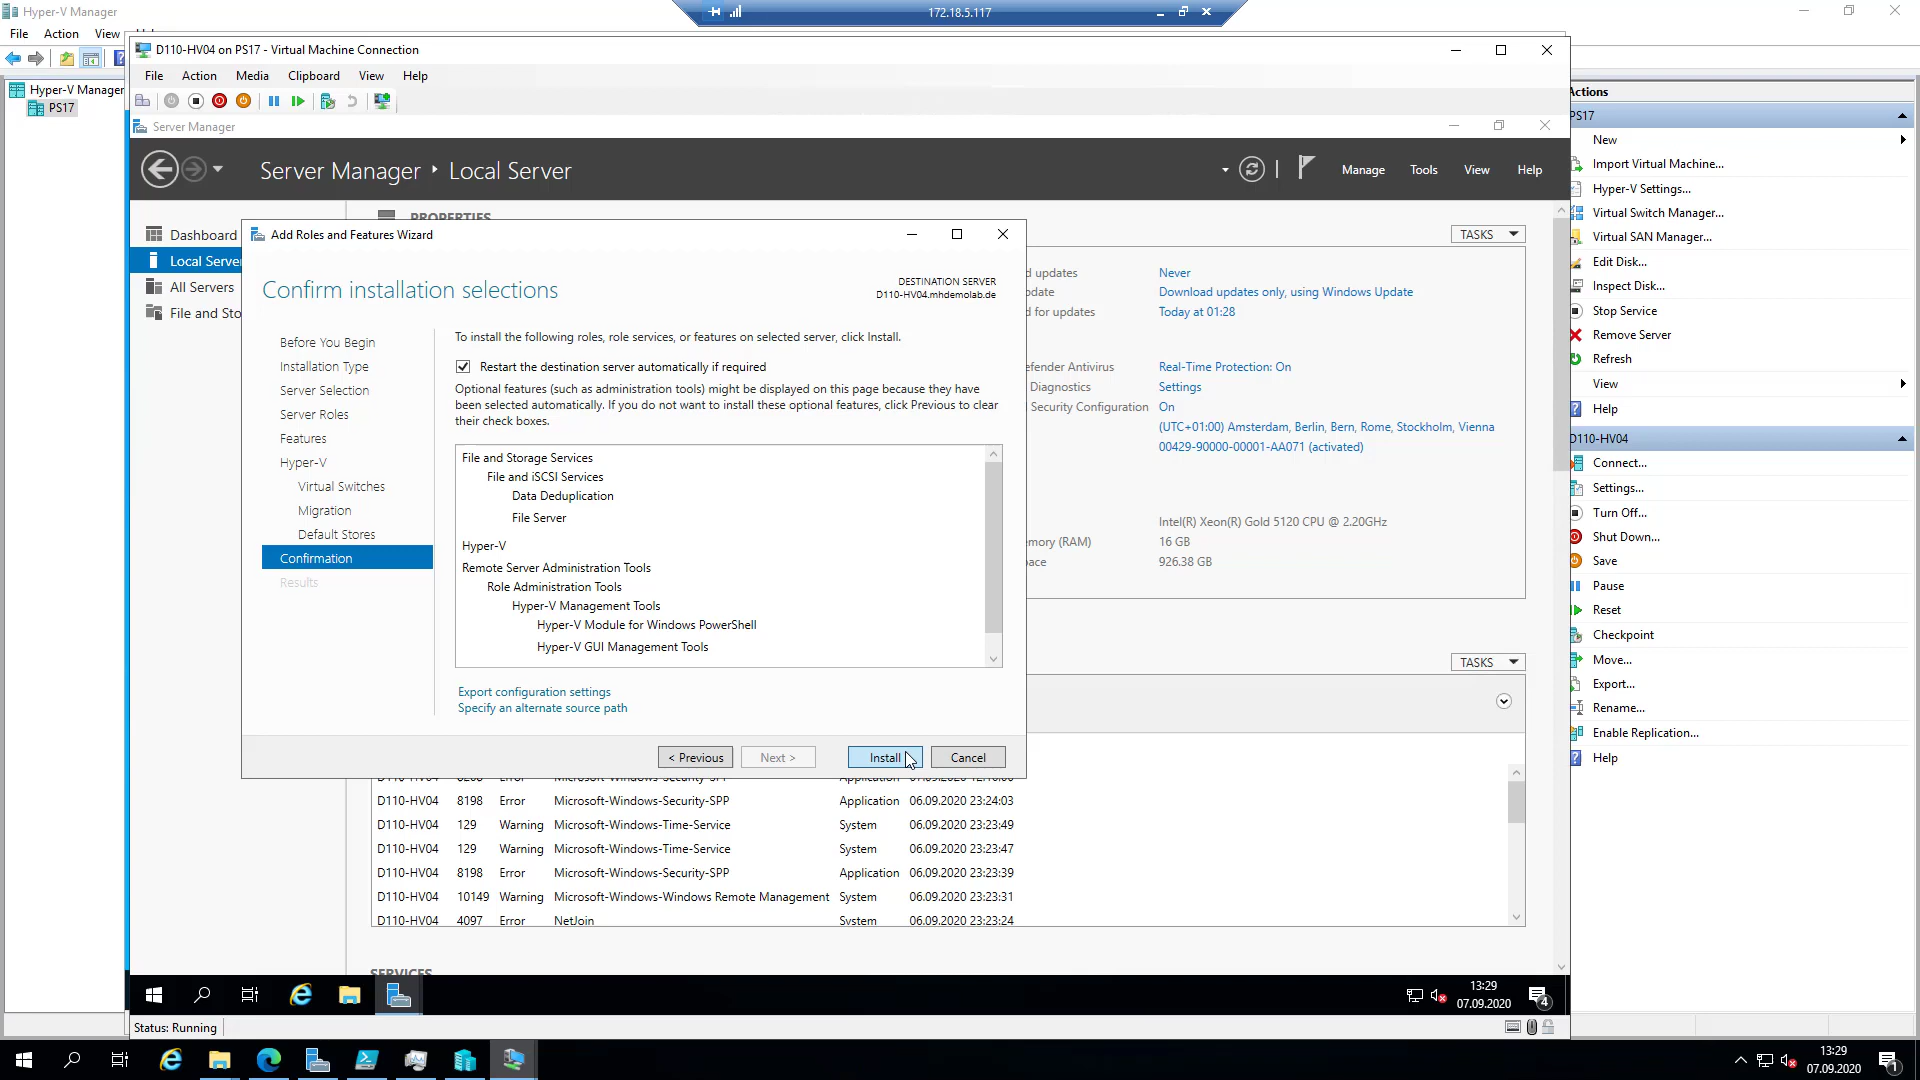 Hyper-V Manager
172.18.5.117
File Action View
D110-HV04 on PS17 - Virtual Machine Connection
File Action Media Clipboard View Help
Hyper-V Manager
PS17
Server Manager
Server Manager Local Server
Manage Tools View Help
PROPERTIES
Dashboard
Local Server
All Servers
File and Sto
TASKS
d updates Never
pdate Download updates only, using Windows Update
d for updates Today at 01:28
efender Antivirus Real-Time Protection: On
Diagnostics Settings
Security Configuration On
(UTC+01:00) Amsterdam, Berlin, Bern, Rome, Stockholm, Vienna
00429-90000-00001-AA071 (activated)
Intel(R) Xeon(R) Gold 5120 CPU @ 2.20GHz
emory (RAM) 16 GB
ace 926.38 GB
TASKS
Add Roles and Features Wizard
Confirm installation selections
DESTINATION SERVER
D110-HV04.mhdemolab.de
Before You Begin
Installation Type
Server Selection
Server Roles
Features
Hyper-V
Virtual Switches
Migration
Default Stores
Confirmation
Results
To install the following roles, role services, or features on selected server, click Install.
Restart the destination server automatically if required
Optional features (such as administration tools) might be displayed on this page because they have
been selected automatically. If you do not want to install these optional features, click Previous to clear
their check boxes.
File and Storage Services
File and iSCSI Services
Data Deduplication
File Server
Hyper-V
Remote Server Administration Tools
Role Administration Tools
Hyper-V Management Tools
Hyper-V Module for Windows PowerShell
Hyper-V GUI Management Tools
Export configuration settings
Specify an alternate source path
< Previous Next > Install Cancel
D110-HV04 8198 Error Microsoft-Windows-Security-SPP Application 06.09.2020 23:24:03
D110-HV04 129 Warning Microsoft-Windows-Time-Service System 06.09.2020 23:23:49
D110-HV04 129 Warning Microsoft-Windows-Time-Service System 06.09.2020 23:23:47
D110-HV04 8198 Error Microsoft-Windows-Security-SPP Application 06.09.2020 23:23:39
D110-HV04 10149 Warning Microsoft-Windows-Windows Remote Management System 06.09.2020 23:23:31
D110-HV04 4097 Error NetJoin System 06.09.2020 23:23:24
SERVICES
13:29
07.09.2020
4
Status: Running
Actions
PS17
New
Import Virtual Machine...
Hyper-V Settings...
Virtual Switch Manager...
Virtual SAN Manager...
Edit Disk...
Inspect Disk...
Stop Service
Remove Server
Refresh
View
Help
D110-HV04
Connect...
Settings...
Turn Off...
Shut Down...
Save
Pause
Reset
Checkpoint
Move...
Export...
Rename...
Enable Replication...
Help
13:29
07.09.2020
1